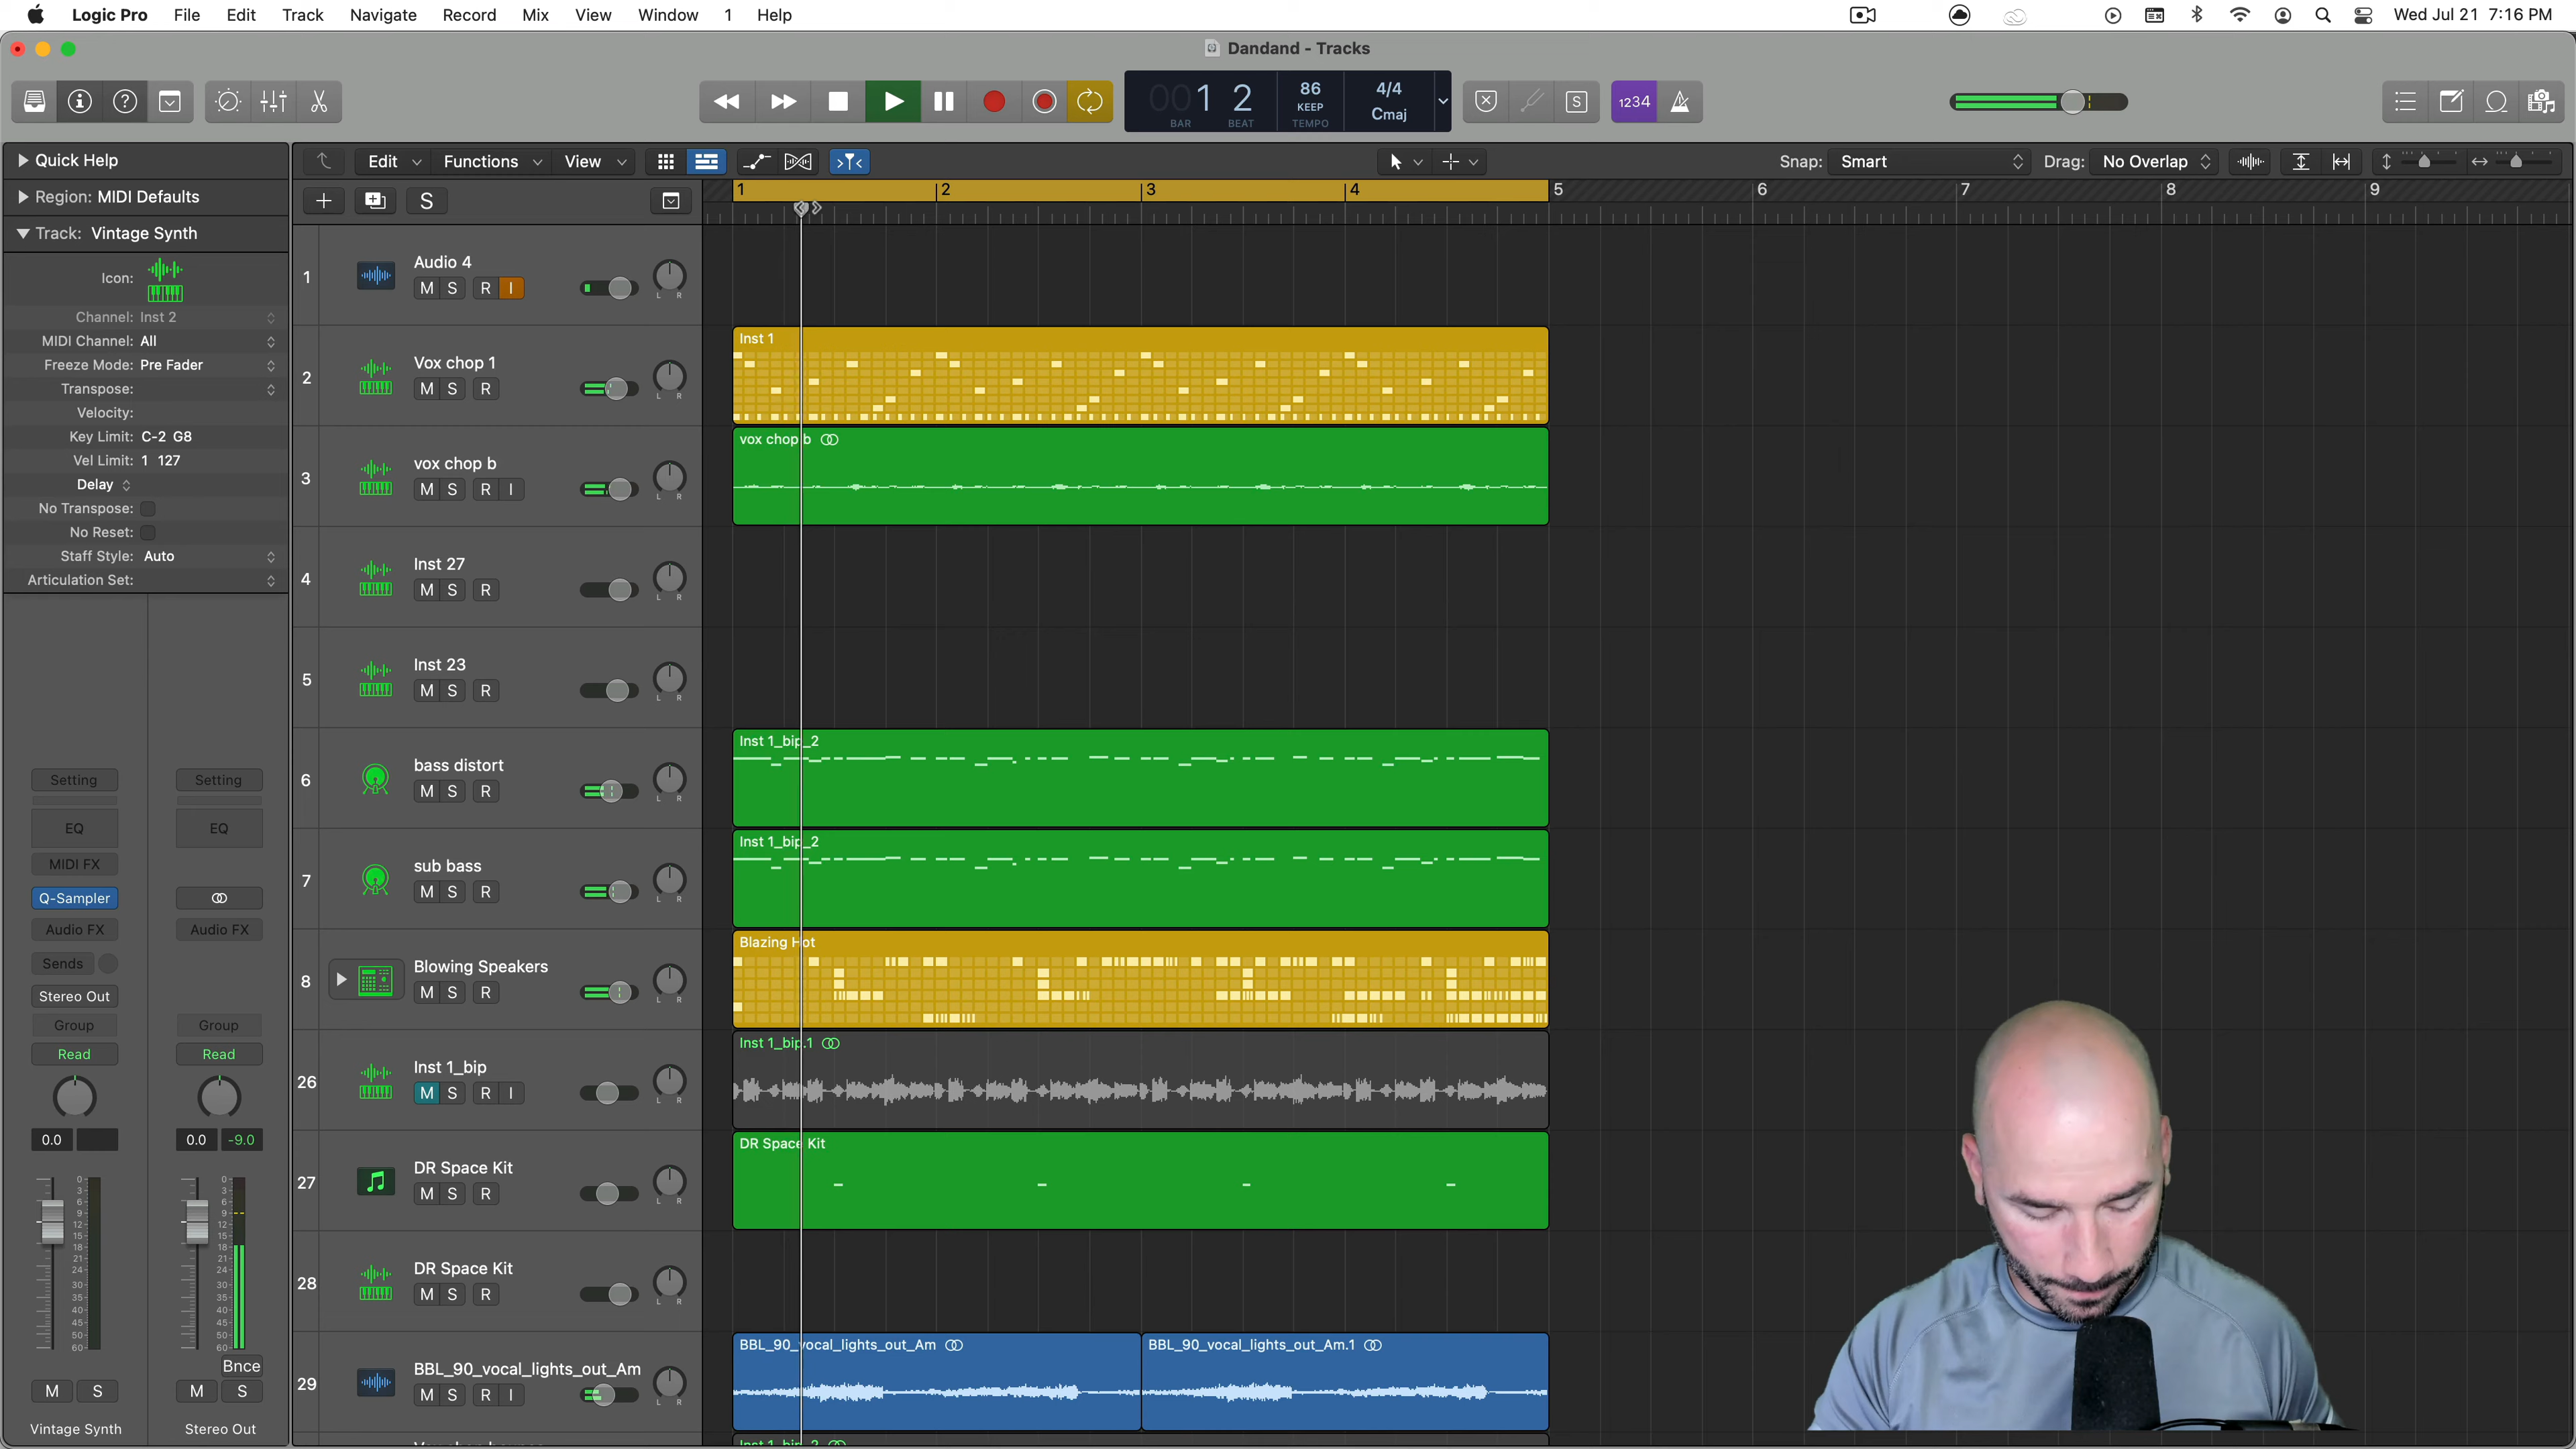 Logic Pro File Edit Track Navigate Record Mix View Window 1 Help Wed Jul 21 7:16 PM
Dandand - Tracks
1 2 86 4/4
KEEP Cmaj
BAR BEAT TEMPO
1234
S
Quick Help
Region: MIDI Defaults
Track: Vintage Synth
Icon:
Channel: Inst 2
MIDI Channel: All
Freeze Mode: Pre Fader
Transpose:
Velocity:
Key Limit: C-2 G8
Vel Limit: 1 127
Delay
No Transpose:
No Reset:
Staff Style: Auto
Articulation Set:
Setting Setting
EQ EQ
MIDI FX
Q-Sampler
Audio FX Audio FX
Sends
Stereo Out
Group Group
Read Read
0.0 0.0 -9.0
Bnce
M S M S
Vintage Synth Stereo Out
Edit Functions View Snap: Smart Drag: No Overlap
S
1 2 3 4 5 6 7 8 9
1 Audio 4
M S R I L R
2 Vox chop 1
M S R L R
Inst 1
3 vox chop b
M S R I L R
vox chop b
4 Inst 27
M S R L R
5 Inst 23
M S R L R
6 bass distort
M S R L R
Inst 1_bip_2
7 sub bass
M S R L R
Inst 1_bip_2
8 Blowing Speakers
M S R L R
Blazing Hot
26 Inst 1_bip
M S R I L R
Inst 1_bip.1
27 DR Space Kit
M S R L R
DR Space Kit
28 DR Space Kit
M S R L R
29 BBL_90_vocal_lights_out_Am
M S R I L R
BBL_90_vocal_lights_out_Am BBL_90_vocal_lights_out_Am.1